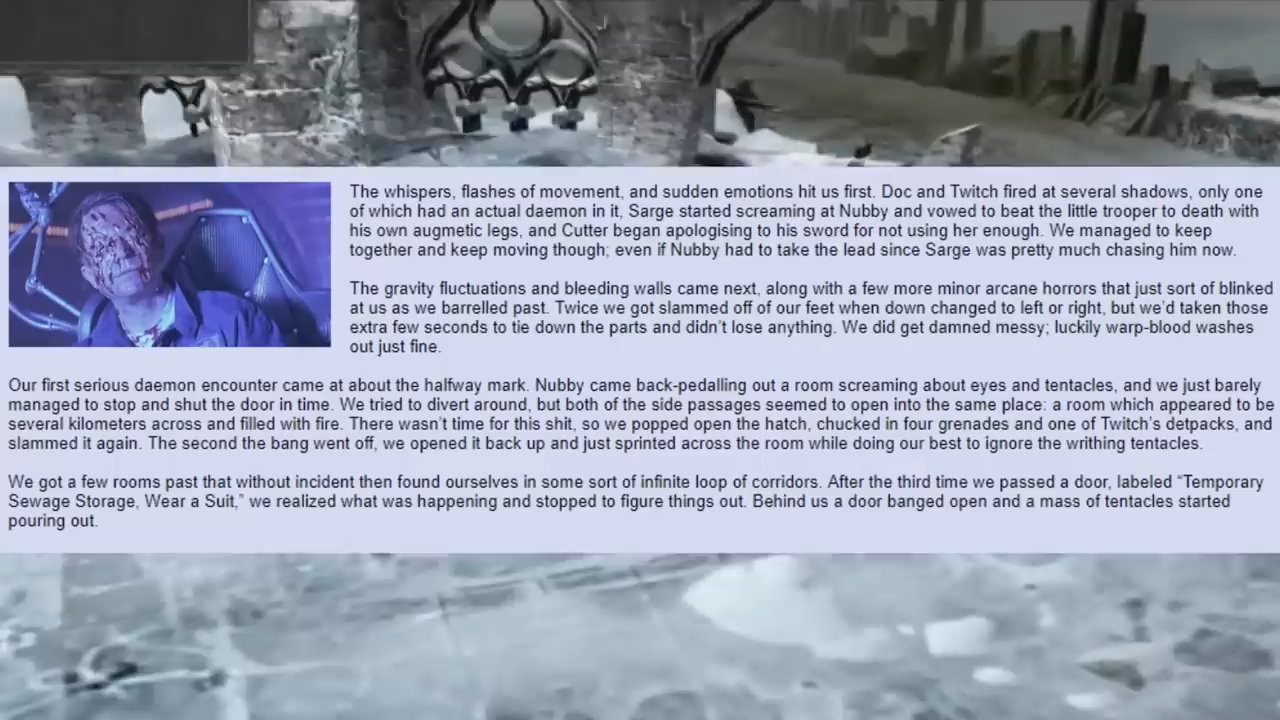 The whispers, flashes of movement, and sudden emotions hit us first. Doc and Twitch fired at several shadows, only one
of which had an actual daemon in it, Sarge started screaming at Nubby and vowed to beat the little trooper to death with
his own augmetic legs, and Cutter began apologising to his sword for not using her enough. We managed to keep
together and keep moving though; even if Nubby had to take the lead since Sarge was pretty much chasing him now.
The gravity fluctuations and bleeding walls came next, along with a few more minor arcane horrors that just sort of blinked
at us as we barrelled past. Twice we got slammed off of our feet when down changed to left or right, but we'd taken those
extra few seconds to tie down the parts and didn't lose anything. We did get damned messy; luckily warp-blood washes
out just fine.
Our first serious daemon encounter came at about the halfway mark. Nubby came back-pedalling out a room screaming about eyes and tentacles, and we just barely
managed to stop and shut the door in time. We tried to divert around, but both of the side passages seemed to open into the same place: a room which appeared to be
several kilometers across and filled with fire. There wasn't time for this shit, so we popped open the hatch, chucked in four grenades and one of Twitch's detpacks, and
slammed it again. The second the bang went off, we opened it back up and just sprinted across the room while doing our best to ignore the writhing tentacles.
We got a few rooms past that without incident then found ourselves in some sort of infinite loop of corridors. After the third time we passed a door, labeled “Temporary
Sewage Storage, Wear a Suit,” we realized what was happening and stopped to figure things out. Behind us a door banged open and a mass of tentacles started
pouring out.